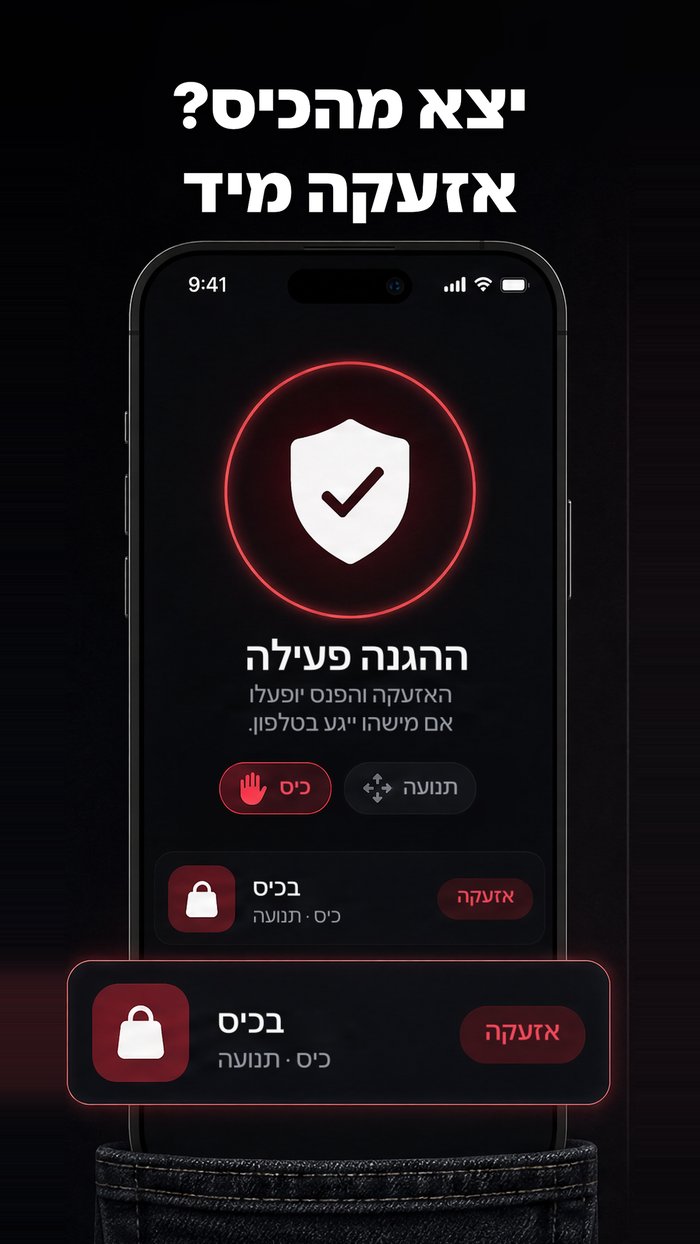 יצא מהכיס?
אזעקה מיד
9:41
ההגנה פעילה
האזעקה והפנס יופעלו
אם מישהו ייגע בטלפון.
תנועה
כיס
בכיס
כיס · תנועה
אזעקה
בכיס
כיס · תנועה
אזעקה